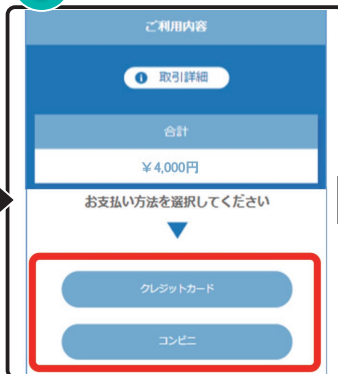 ご利用内容
取引詳細
合計
￥4,000円
お支払い方法を選択してください
クレジットカード
コンビニ